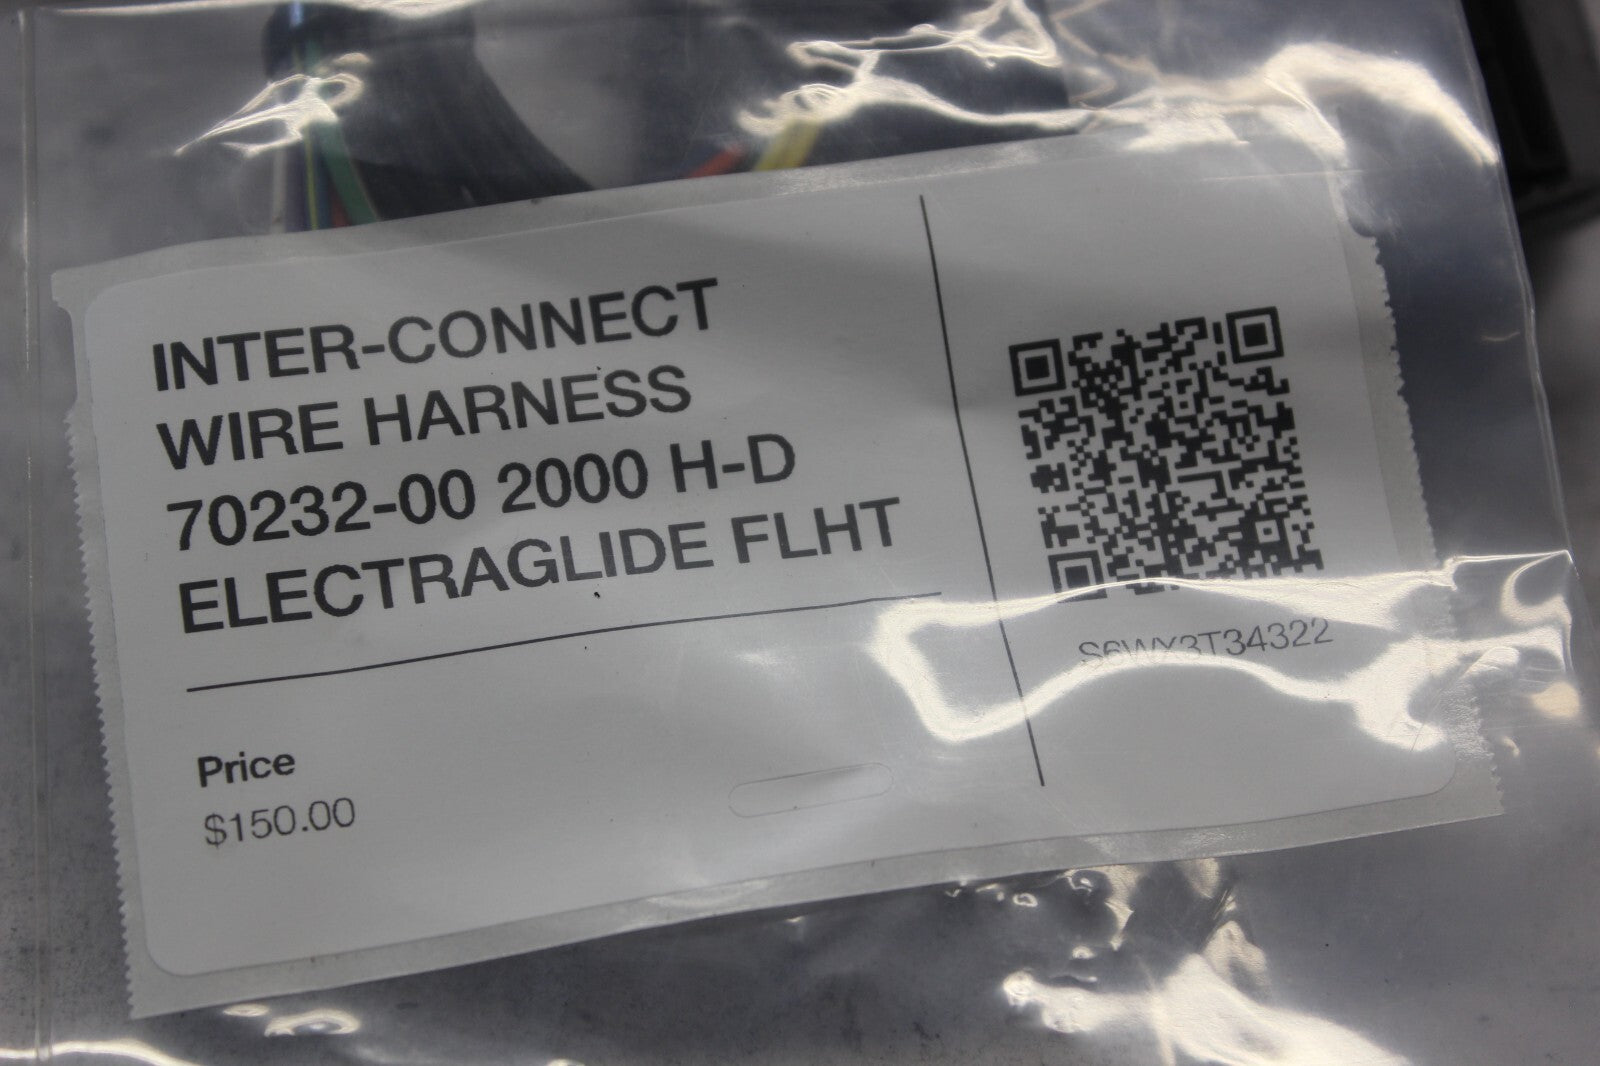 INTER-CONNECT
WIRE HARNESS
70232-00 2000 H-D
ELECTRAGLIDE FLHT
Price
$150.00
S6WX3T34322